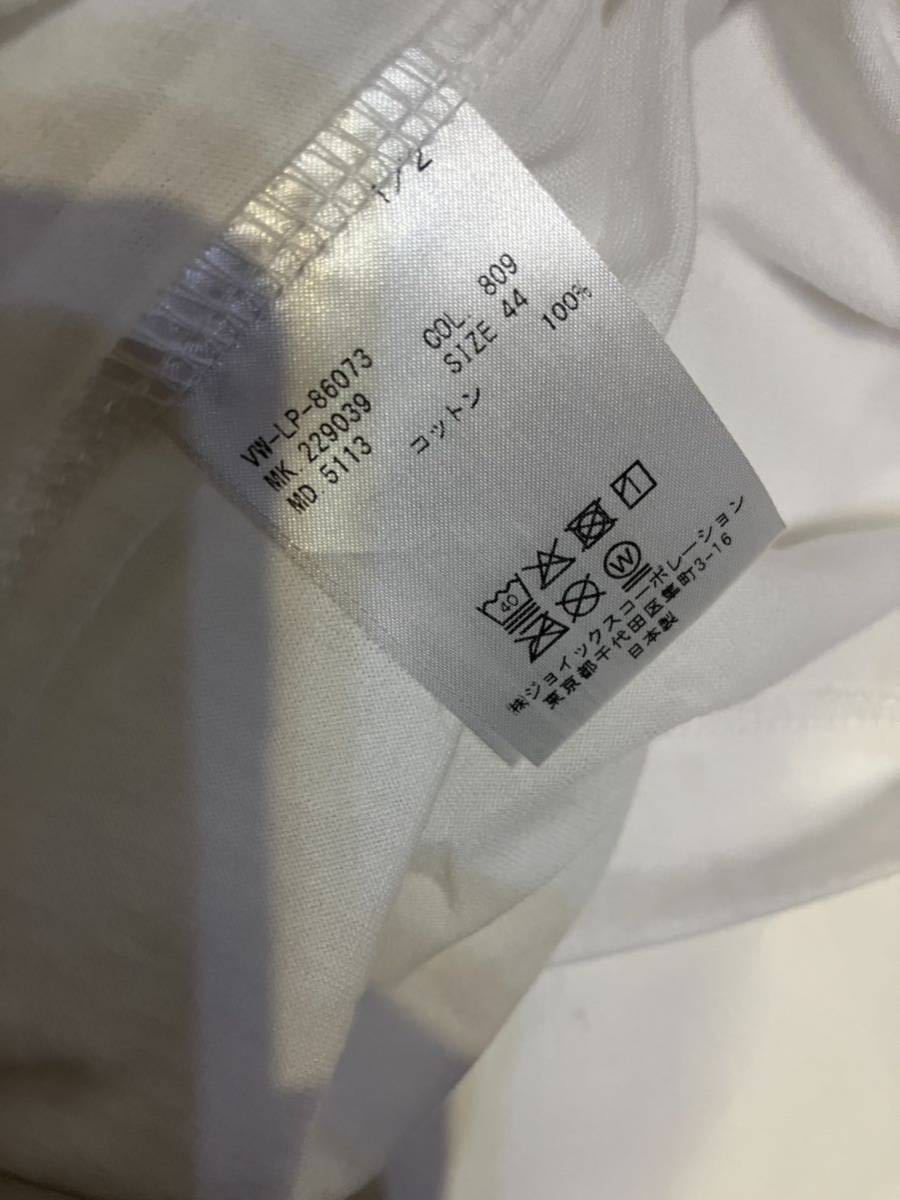 1/2
VW-LP-86073 COL. 809
MK 229039 SIZE 44
MD. 5113
コットン 100%
40
W
㈱ジョイックスコーポレーション
東京都千代田区麹町3-16
日本製